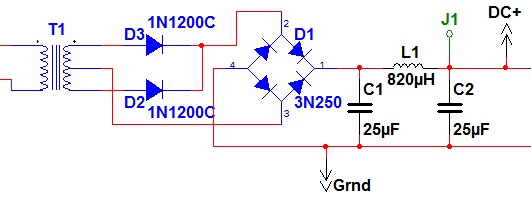 1N1200C
DC+
T1
D3
D1
J1
2
L1
4
1
820µH
D2
1N1200C
3N250
C1
C2
3
25µF
25µF
Grnd